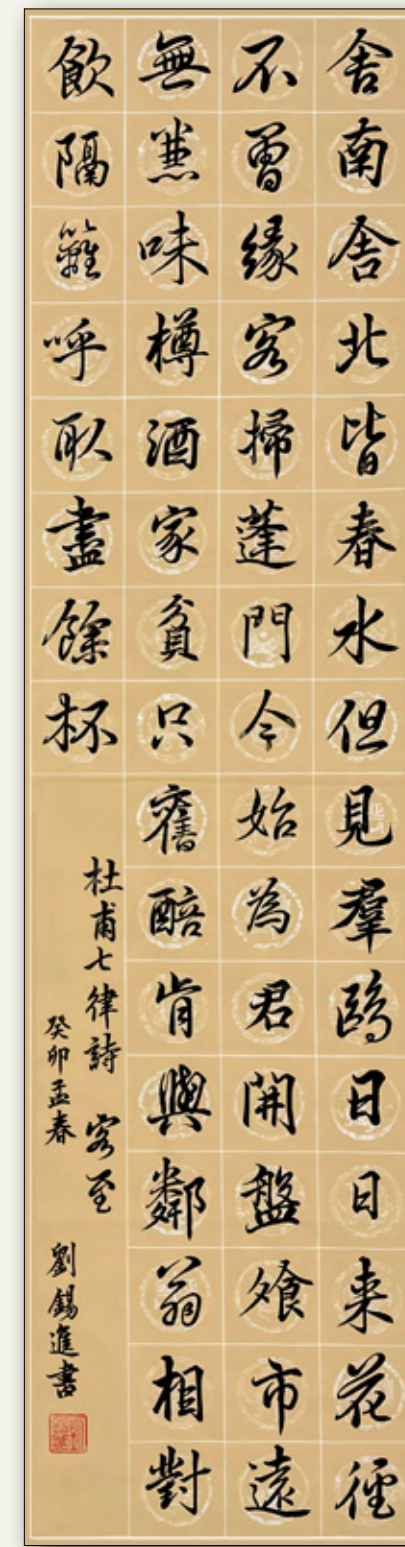 舍南舍北皆春水但見羣鷗日日来花徑
不曾緣客掃蓬門今始為君開盤飧市遠
無兼味樽酒家貧只舊醅肯與鄰翁相對
飲隔籬呼取盡餘杯
杜甫七律詩 客至
癸卯孟春 劉錫進書